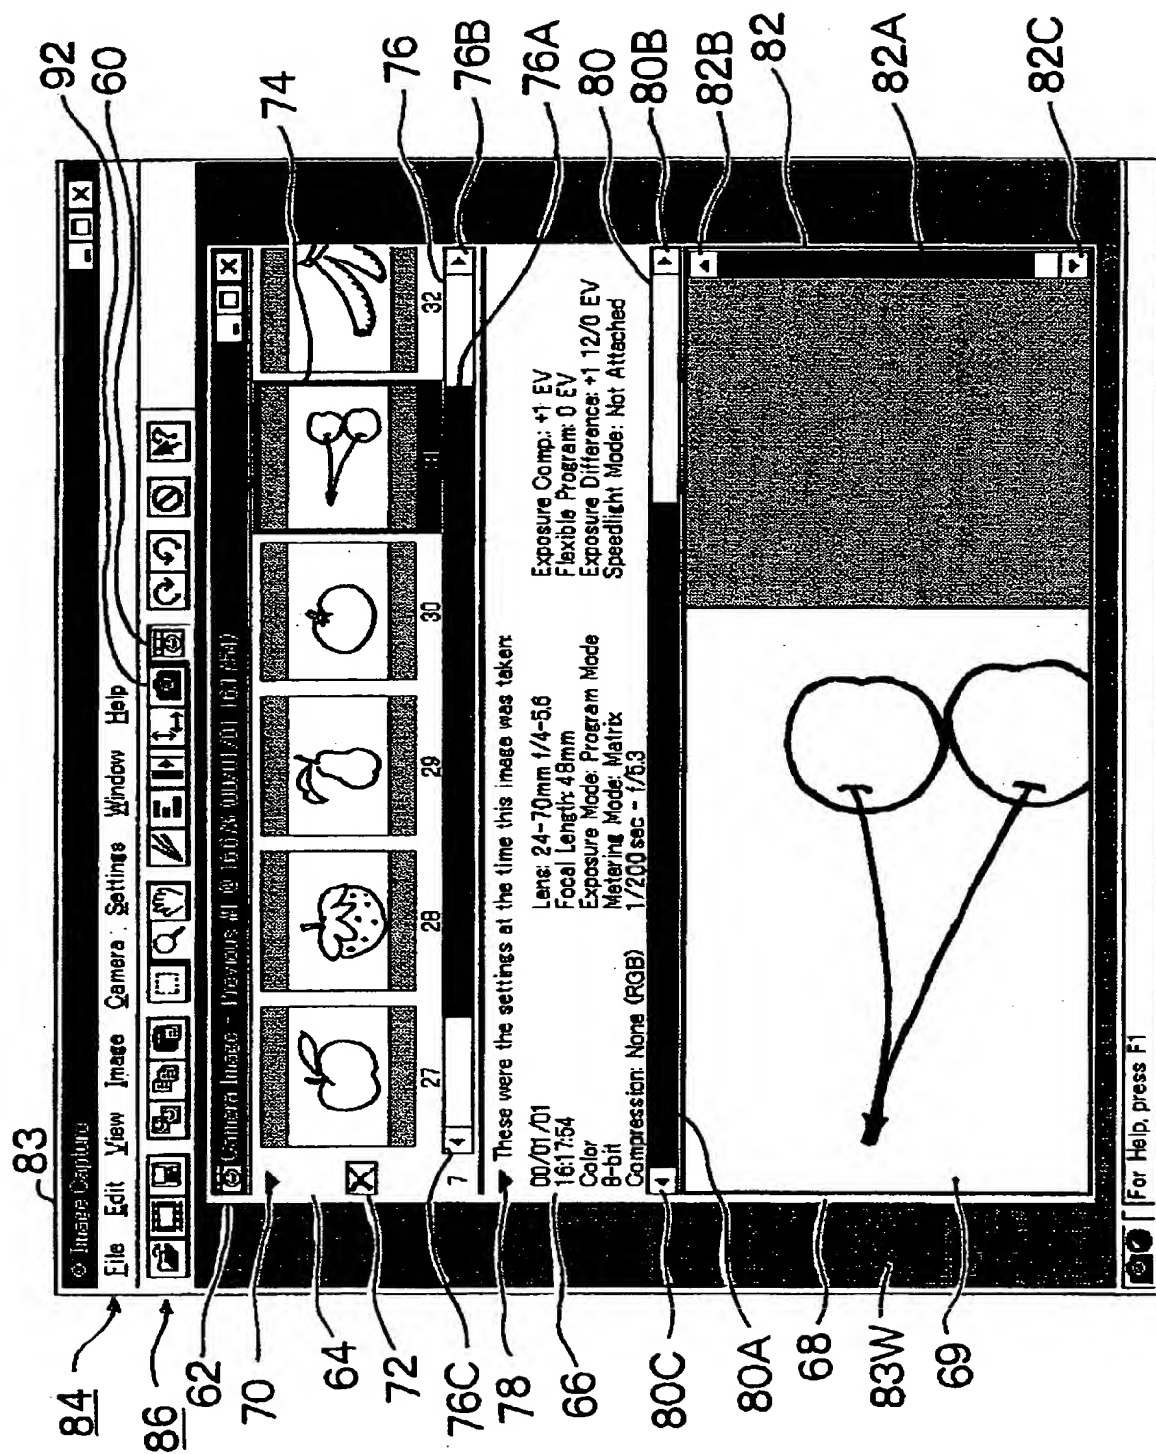 83
84
86
62
70
64
72
76C
78
66
80C
80A
68
83W
69
92
60
74
76
76B
76A
80
80B
82B
82
82A
82C
Image Capture
File Edit View Image Camera Settings Window Help
Camera Image - Previous
27 28 29 30 31 32
7
These were the settings at the time this image was taken:
00/01/01
16:17:54
Color
8-bit
Compression: None (RGB)
Lens: 24-70mm f/4-5.6
Focal Length: 48mm
Exposure Mode: Program Mode
Metering Mode: Matrix
1/200 sec - f/6.3
Exposure Comp.: +1 EV
Flexible Program: 0 EV
Exposure Difference: +1 12/0 EV
Speedlight Mode: Not Attached
For Help, press F1